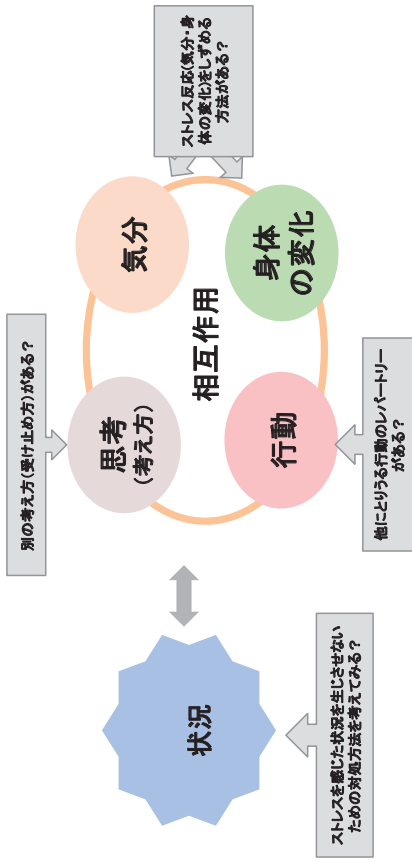 別の考え方(受け止め方)がある?
ストレス反応(気分・身
体の変化)をしずめる
方法がある?
思考
(考え方)
気分
相互作用
状況
行動
身体
の変化
ストレスを感じた状況を生じさせない
ための対処方法を考えてみる?
他にとりうる行動のレパートリー
がある?